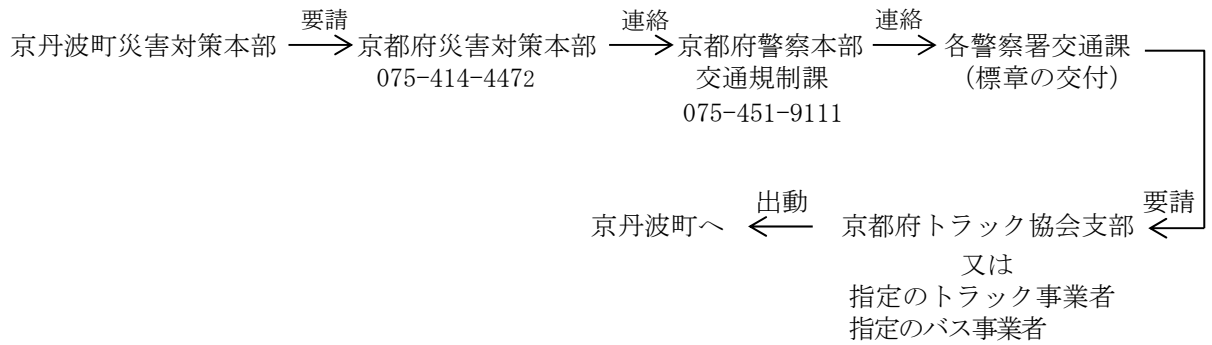 要請 連絡 連絡
京丹波町災害対策本部 京都府災害対策本部 京都府警察本部 各警察署交通課
075-414-4472 交通規制課 (標章の交付)
075-451-9111
出動 要請
京丹波町へ 京都府トラック協会支部
又は
指定のトラック事業者
指定のバス事業者